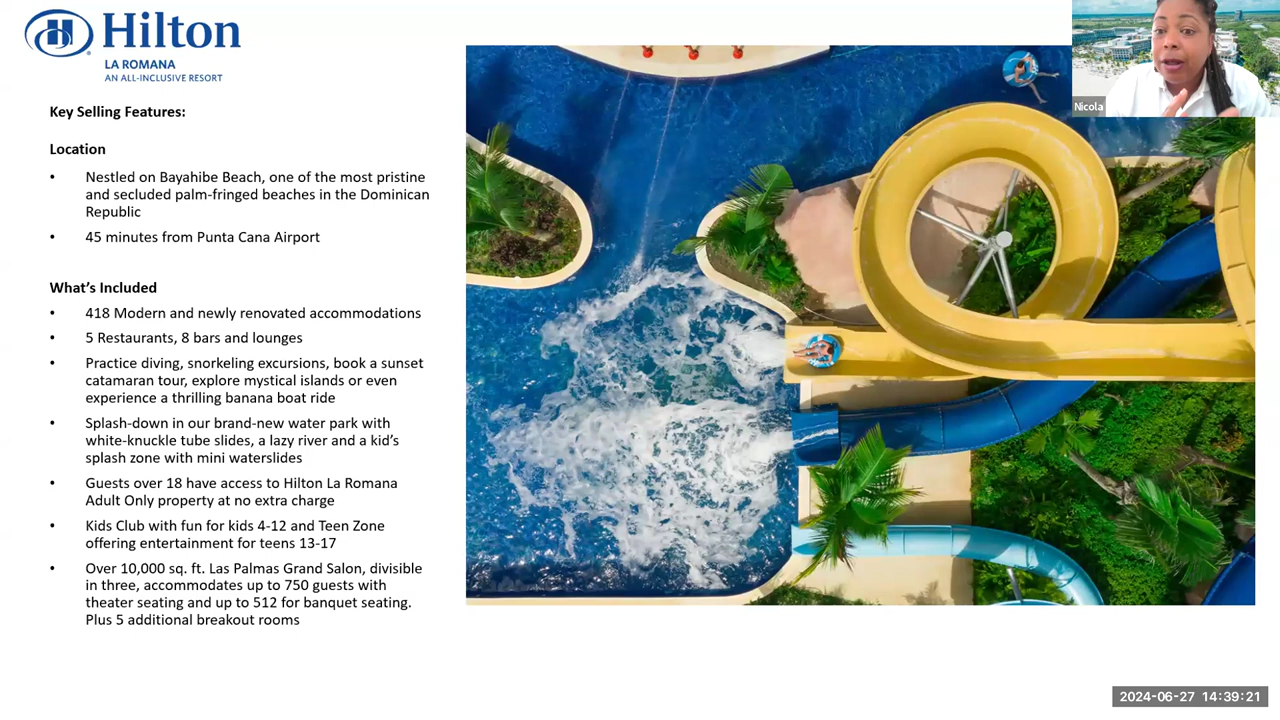 Hilton
LA ROMANA
AN ALL-INCLUSIVE RESORT
Key Selling Features:
Location
• Nestled on Bayahibe Beach, one of the most pristine
and secluded palm-fringed beaches in the Dominican
Republic
• 45 minutes from Punta Cana Airport
What's Included
• 418 Modern and newly renovated accommodations
• 5 Restaurants, 8 bars and lounges
• Practice diving, snorkeling excursions, book a sunset
catamaran tour, explore mystical islands or even
experience a thrilling banana boat ride
• Splash-down in our brand-new water park with
white-knuckle tube slides, a lazy river and a kid's
splash zone with mini waterslides
• Guests over 18 have access to Hilton La Romana
Adult Only property at no extra charge
• Kids Club with fun for kids 4-12 and Teen Zone
offering entertainment for teens 13-17
• Over 10,000 sq. ft. Las Palmas Grand Salon, divisible
in three, accommodates up to 750 guests with
theater seating and up to 512 for banquet seating.
Plus 5 additional breakout rooms
Nicola
2024-06-27 14:39:21